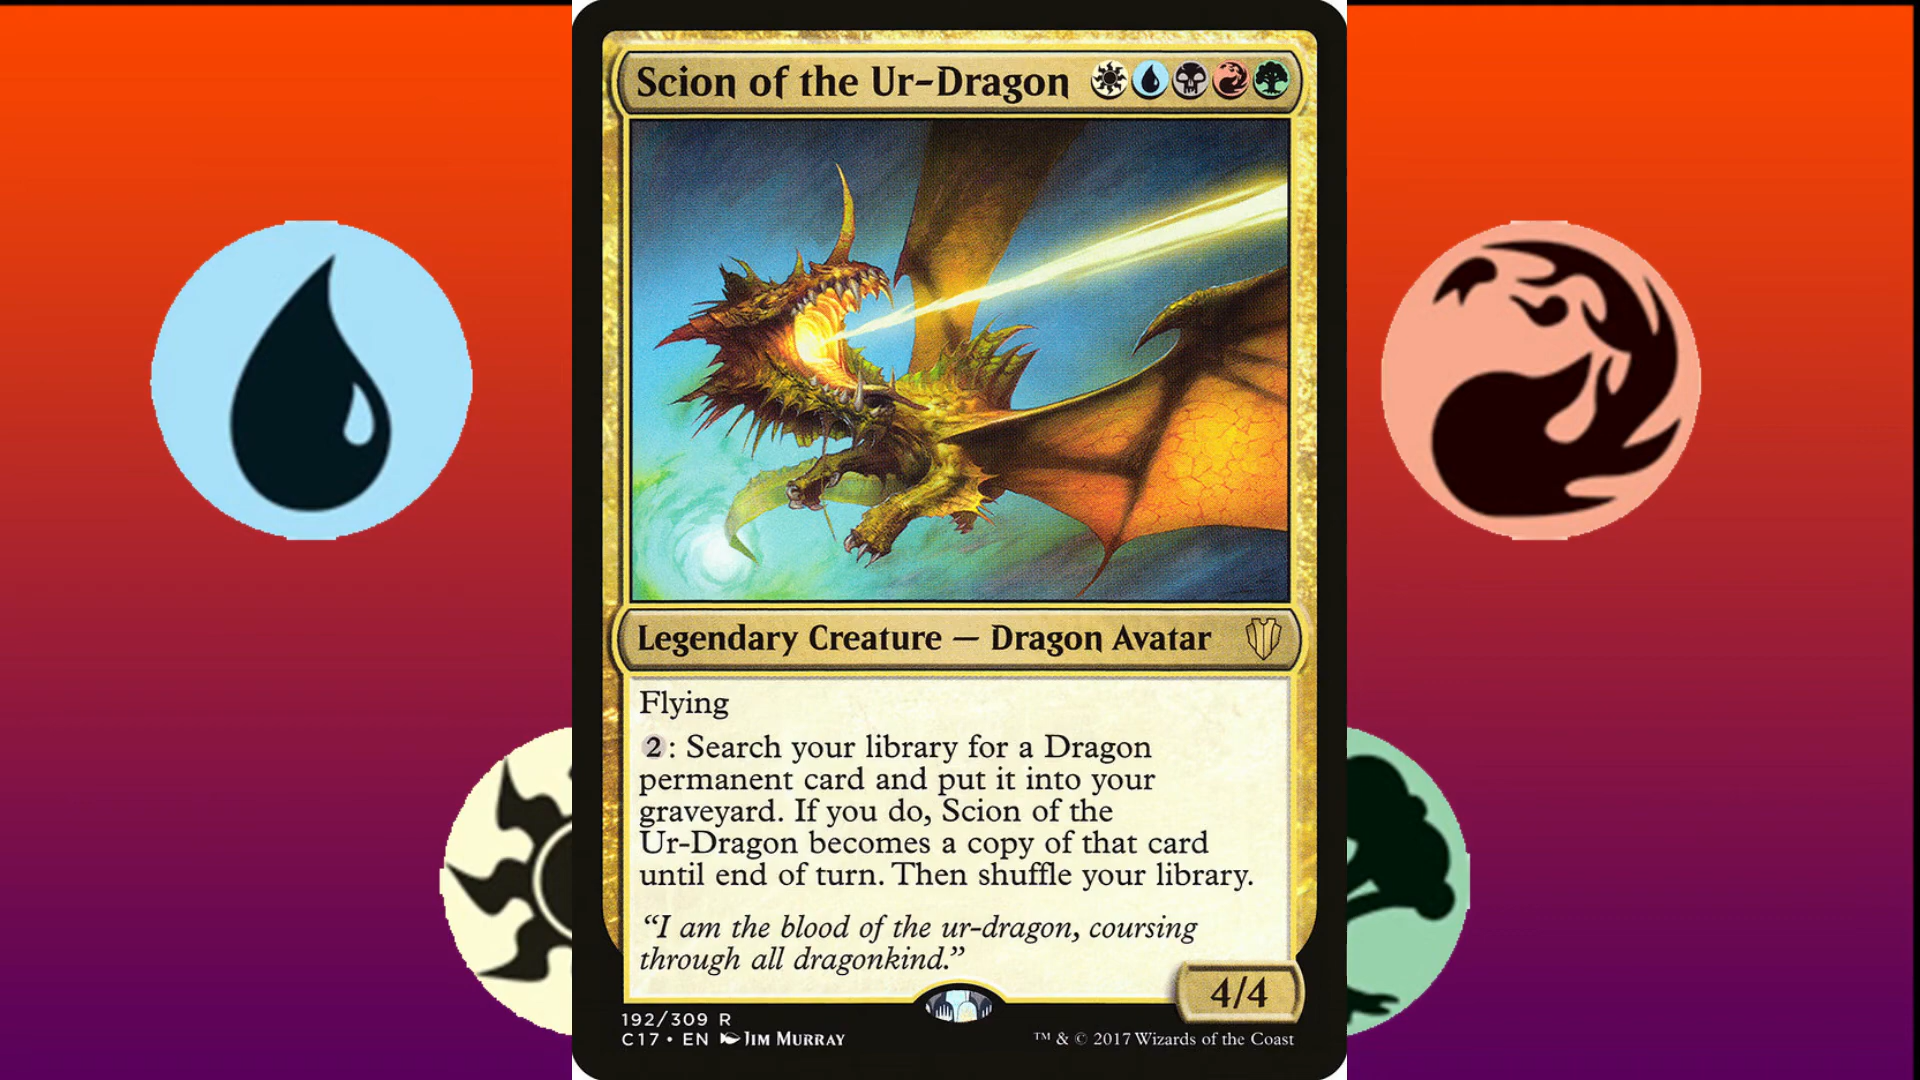 Scion of the Ur-Dragon
Legendary Creature — Dragon Avatar
Flying
2: Search your library for a Dragon
permanent card and put it into your
graveyard. If you do, Scion of the
Ur-Dragon becomes a copy of that card
until end of turn. Then shuffle your library.
“I am the blood of the ur-dragon, coursing
through all dragonkind.”
4/4
192/309 R
C17 • EN JIM MURRAY
™ & © 2017 Wizards of the Coast